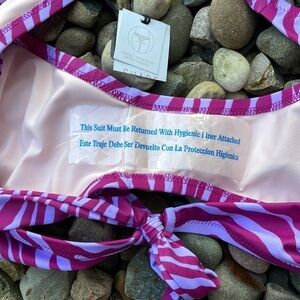 This Suit Must Be Returned With Hygienic Liner Attached
Este Traje Debe Ser Devuelto Con La Proteccion Higienica